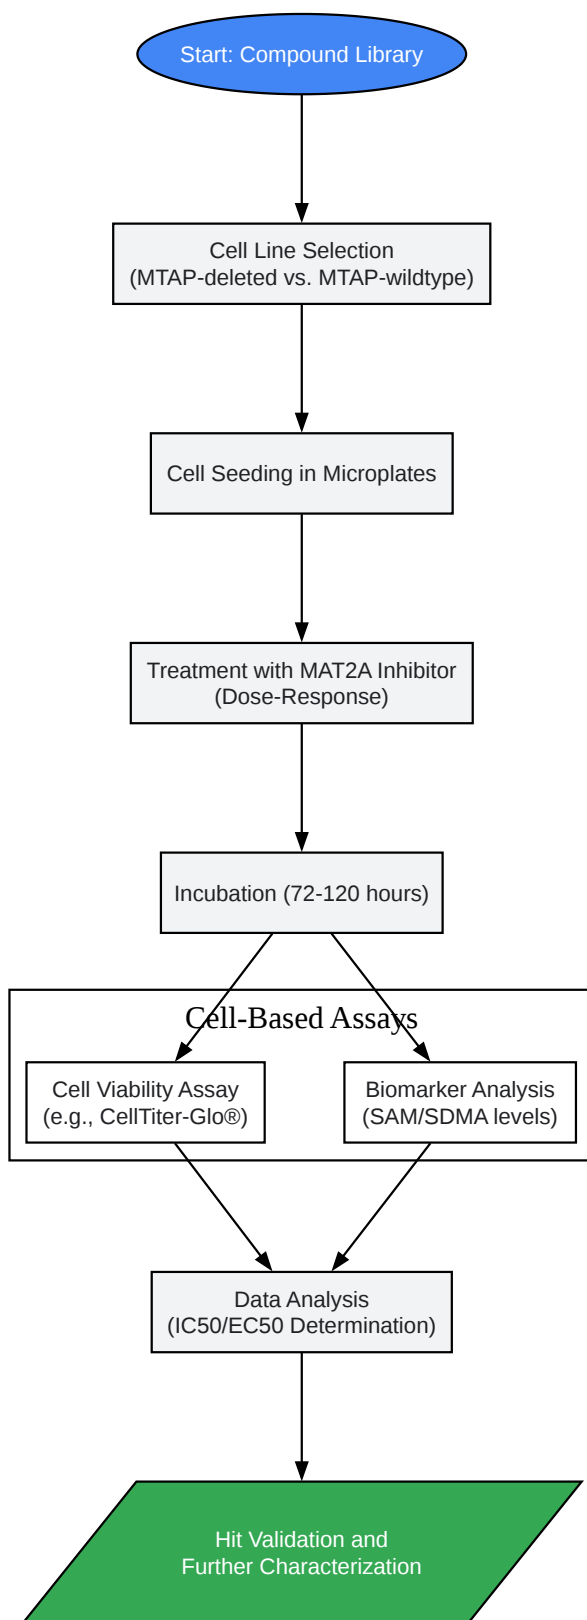 Start: Compound Library
Cell Line Selection
(MTAP-deleted vs. MTAP-wildtype)
Cell Seeding in Microplates
Treatment with MAT2A Inhibitor
(Dose-Response)
Incubation (72-120 hours)
Cell-Based Assays
Cell Viability Assay
(e.g., CellTiter-Glo®)
Biomarker Analysis
(SAM/SDMA levels)
Data Analysis
(IC50/EC50 Determination)
Hit Validation and
Further Characterization